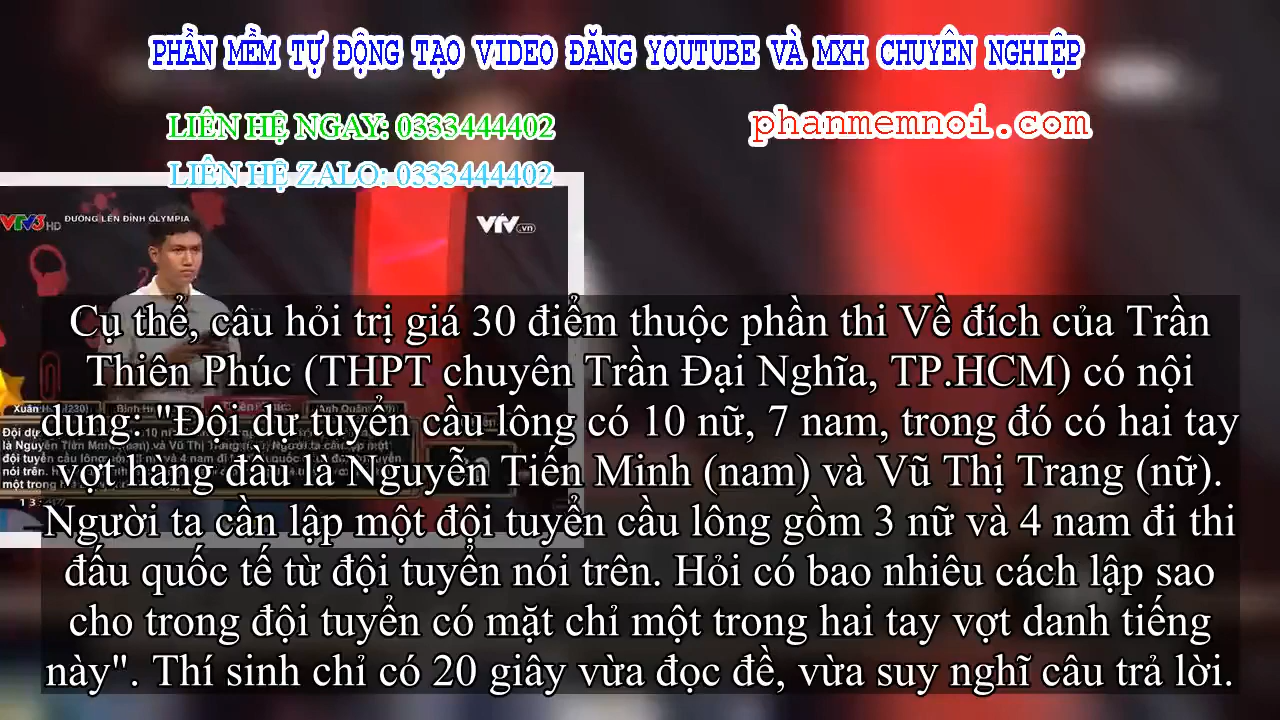 PHẦN MỀM TỰ ĐỘNG TẠO VIDEO ĐĂNG YOUTUBE VÀ MXH CHUYÊN NGHIỆP
LIÊN HỆ NGAY: 0333444402
phanmemnoi.com
LIÊN HỆ ZALO: 0333444402
VTV3 HD
ĐƯỜNG LÊN ĐỈNH OLYMPIA
VTV.vn
Cụ thể, câu hỏi trị giá 30 điểm thuộc phần thi Về đích của Trần
Thiên Phúc (THPT chuyên Trần Đại Nghĩa, TP.HCM) có nội
dung: "Đội dự tuyển cầu lông có 10 nữ, 7 nam, trong đó có hai tay
vợt hàng đầu là Nguyễn Tiến Minh (nam) và Vũ Thị Trang (nữ).
Người ta cần lập một đội tuyển cầu lông gồm 3 nữ và 4 nam đi thi
đấu quốc tế từ đội tuyển nói trên. Hỏi có bao nhiêu cách lập sao
cho trong đội tuyển có mặt chỉ một trong hai tay vợt danh tiếng
này". Thí sinh chỉ có 20 giây vừa đọc đề, vừa suy nghĩ câu trả lời.